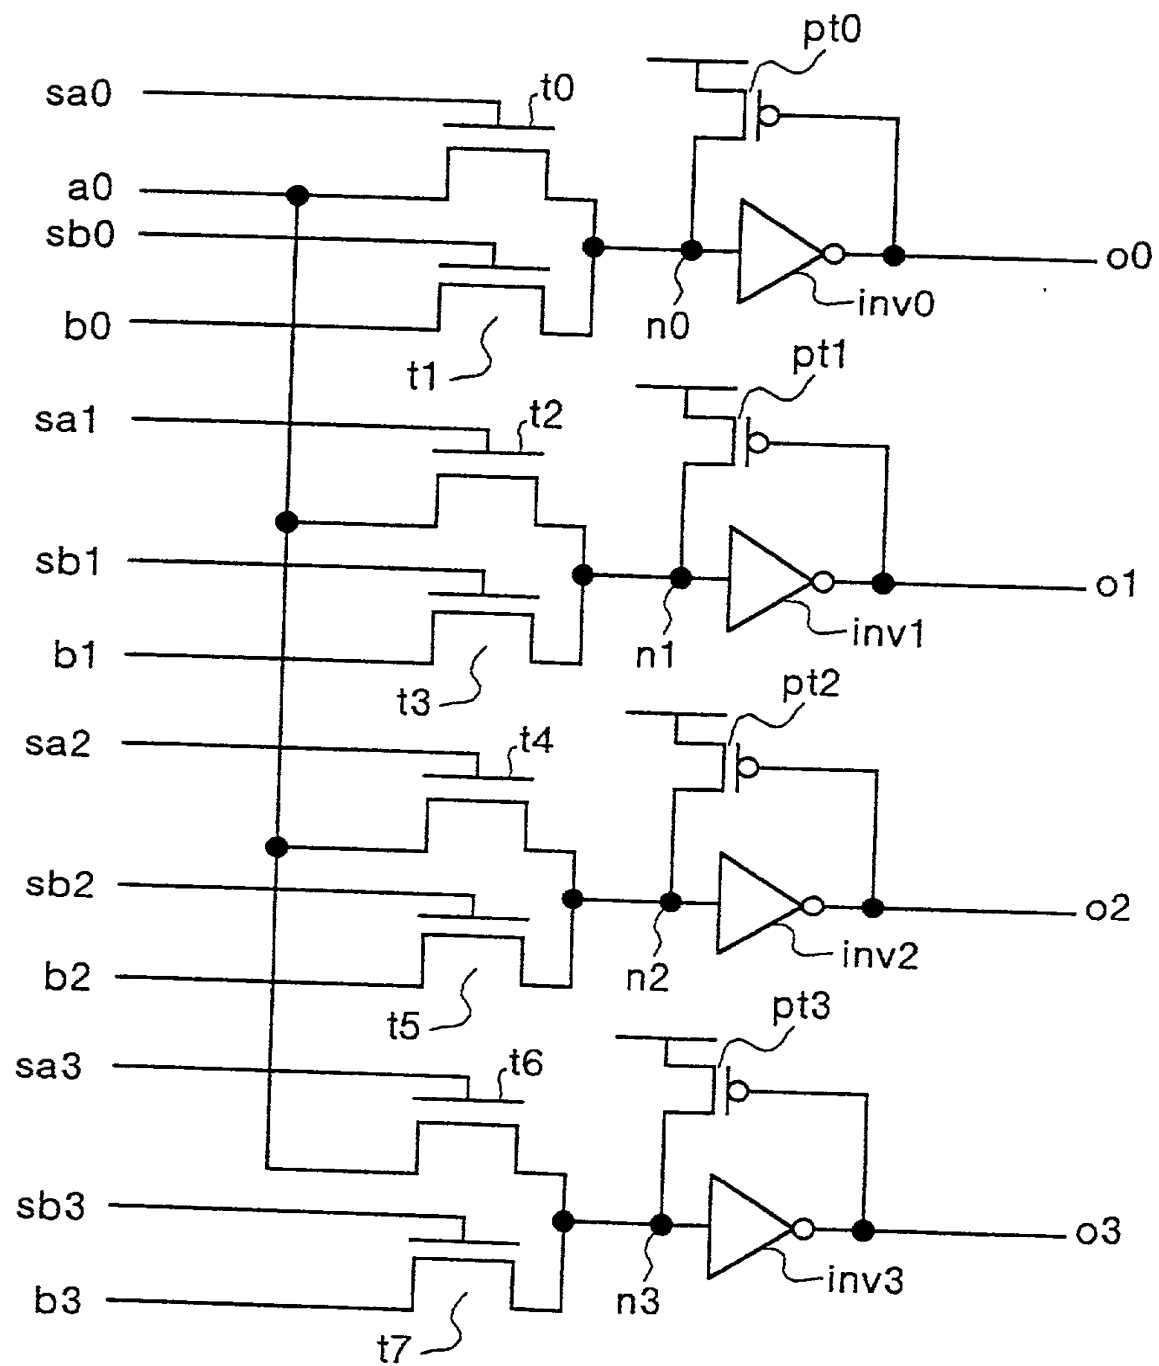 pt0
sa0
t0
a0
sb0
o0
b0
n0
inv0
t1
pt1
sa1
t2
sb1
o1
b1
n1
inv1
t3
pt2
sa2
t4
sb2
o2
b2
n2
inv2
t5
pt3
sa3
t6
sb3
o3
b3
n3
inv3
t7